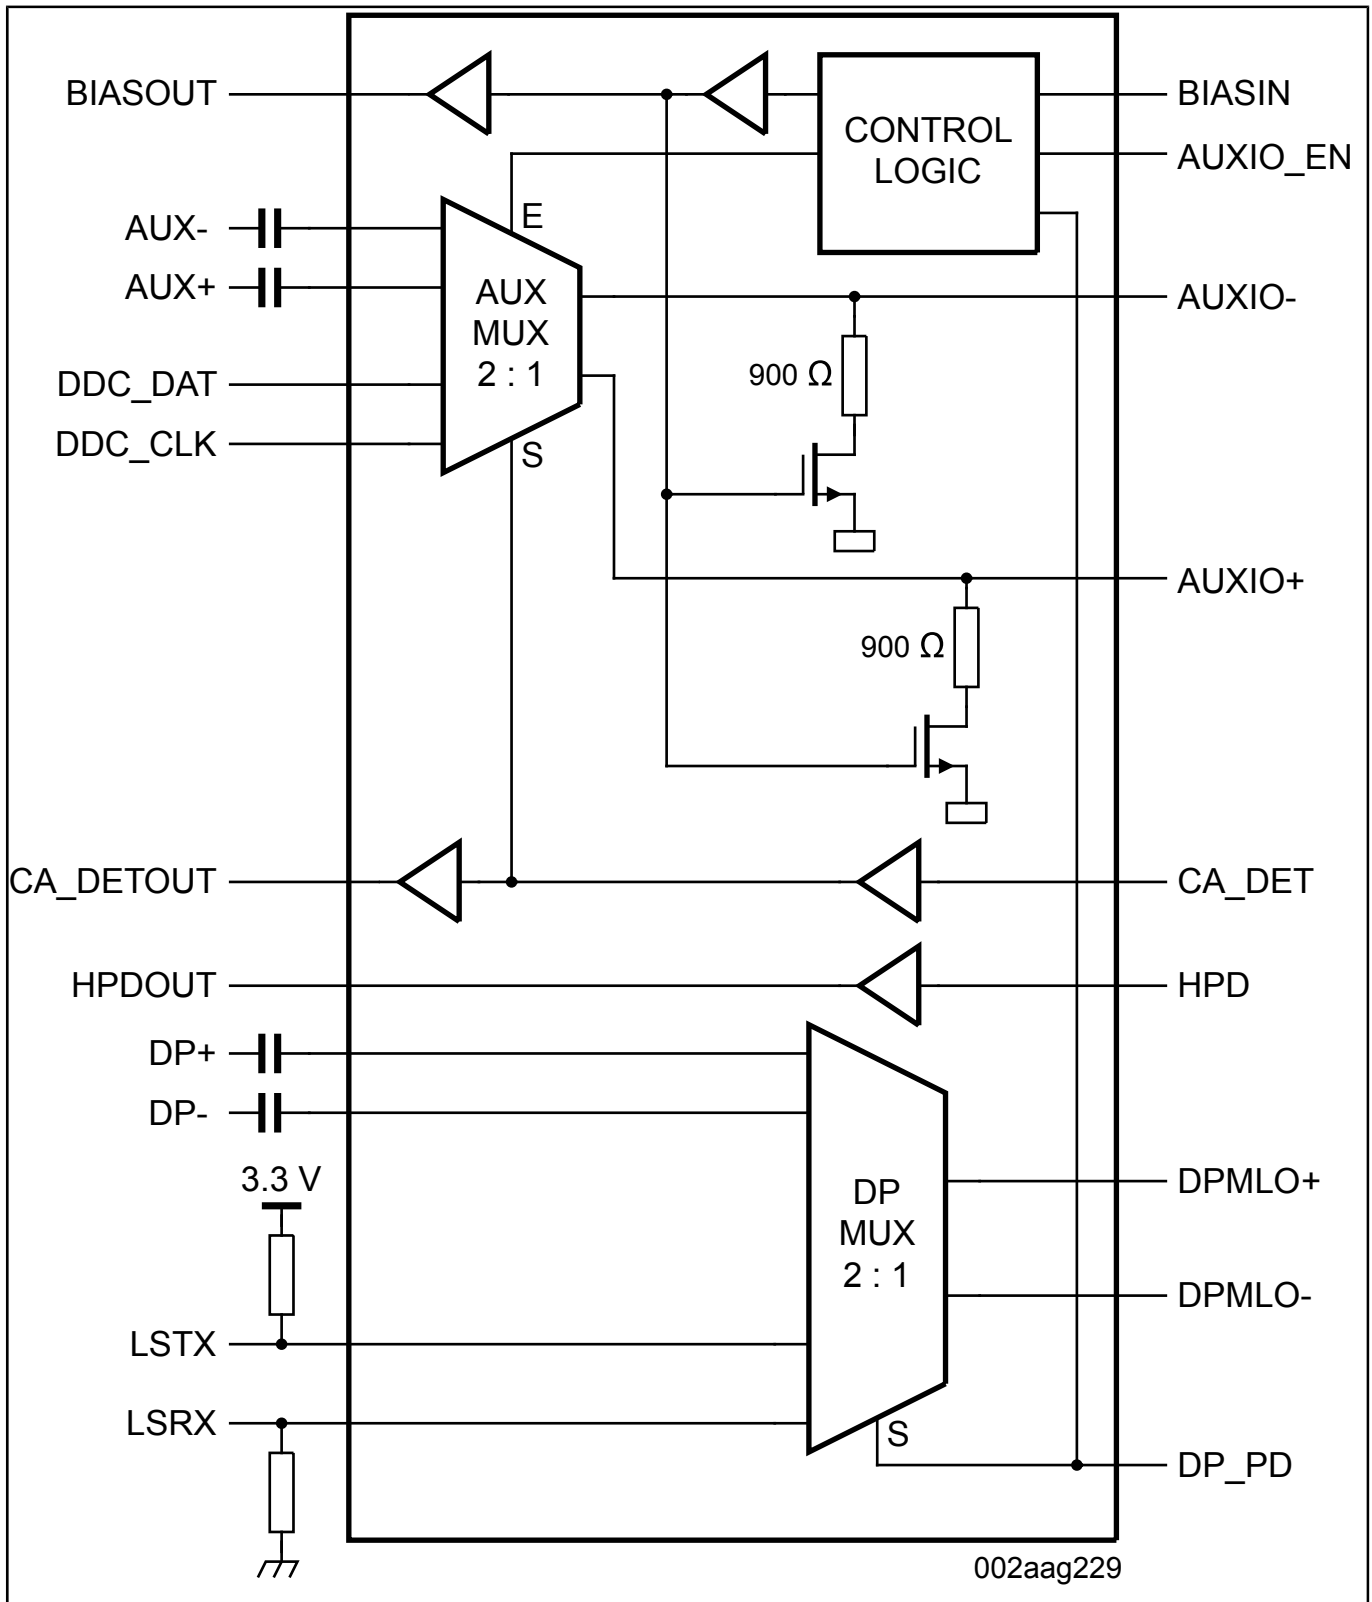 BIASOUT
BIASIN
CONTROL
LOGIC
AUXIO_EN
E
AUX-
AUX+
AUX
MUX
2 : 1
AUXIO-
900 Ω
DDC_DAT
DDC_CLK
S
AUXIO+
900 Ω
CA_DETOUT
CA_DET
HPDOUT
HPD
DP+
DP-
3.3 V
DP
MUX
2 : 1
DPMLO+
DPMLO-
LSTX
LSRX
S
DP_PD
002aag229